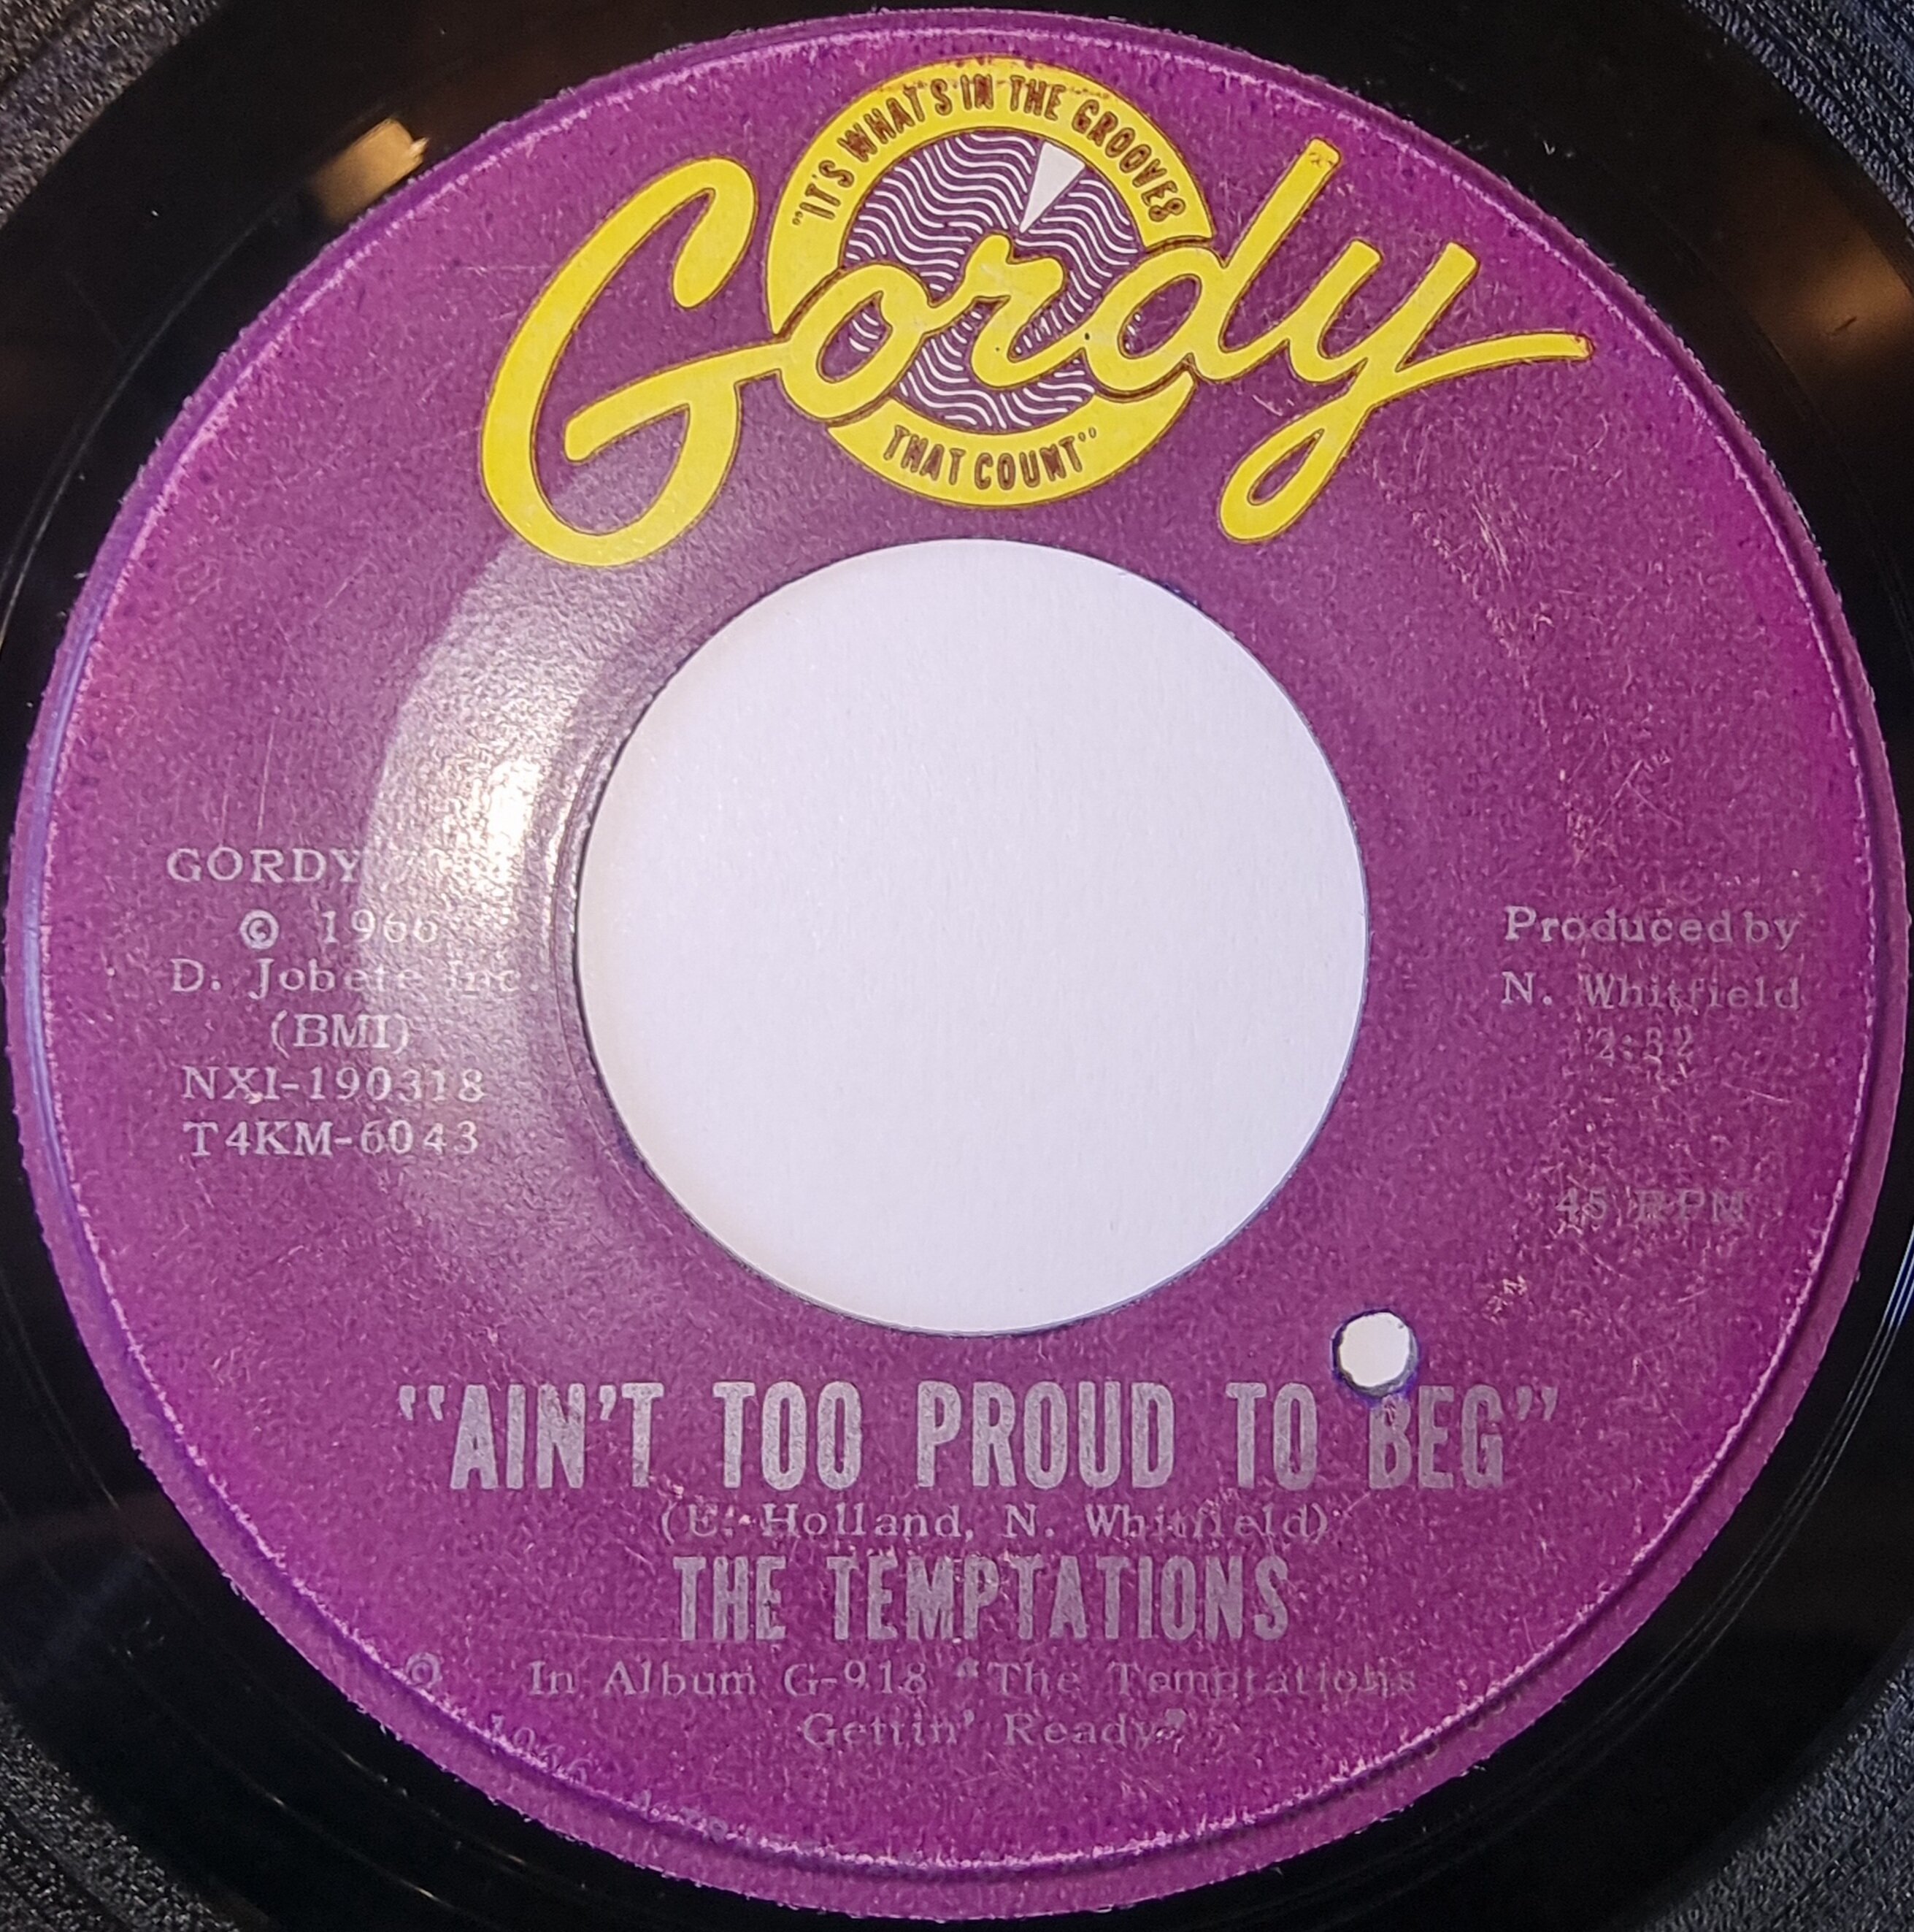 "IT'S WHAT'S IN THE GROOVES
Gordy
THAT COUNT"
GORDY
© 1966
D. Jobete Inc.
(BMI)
NXI-190318
T4KM-6043
Produced by
N. Whitfield
2:32
45 RPM
"AIN'T TOO PROUD TO BEG"
(E. Holland, N. Whitfield)
THE TEMPTATIONS
In Album G-918 "The Temptations
Gettin' Ready"